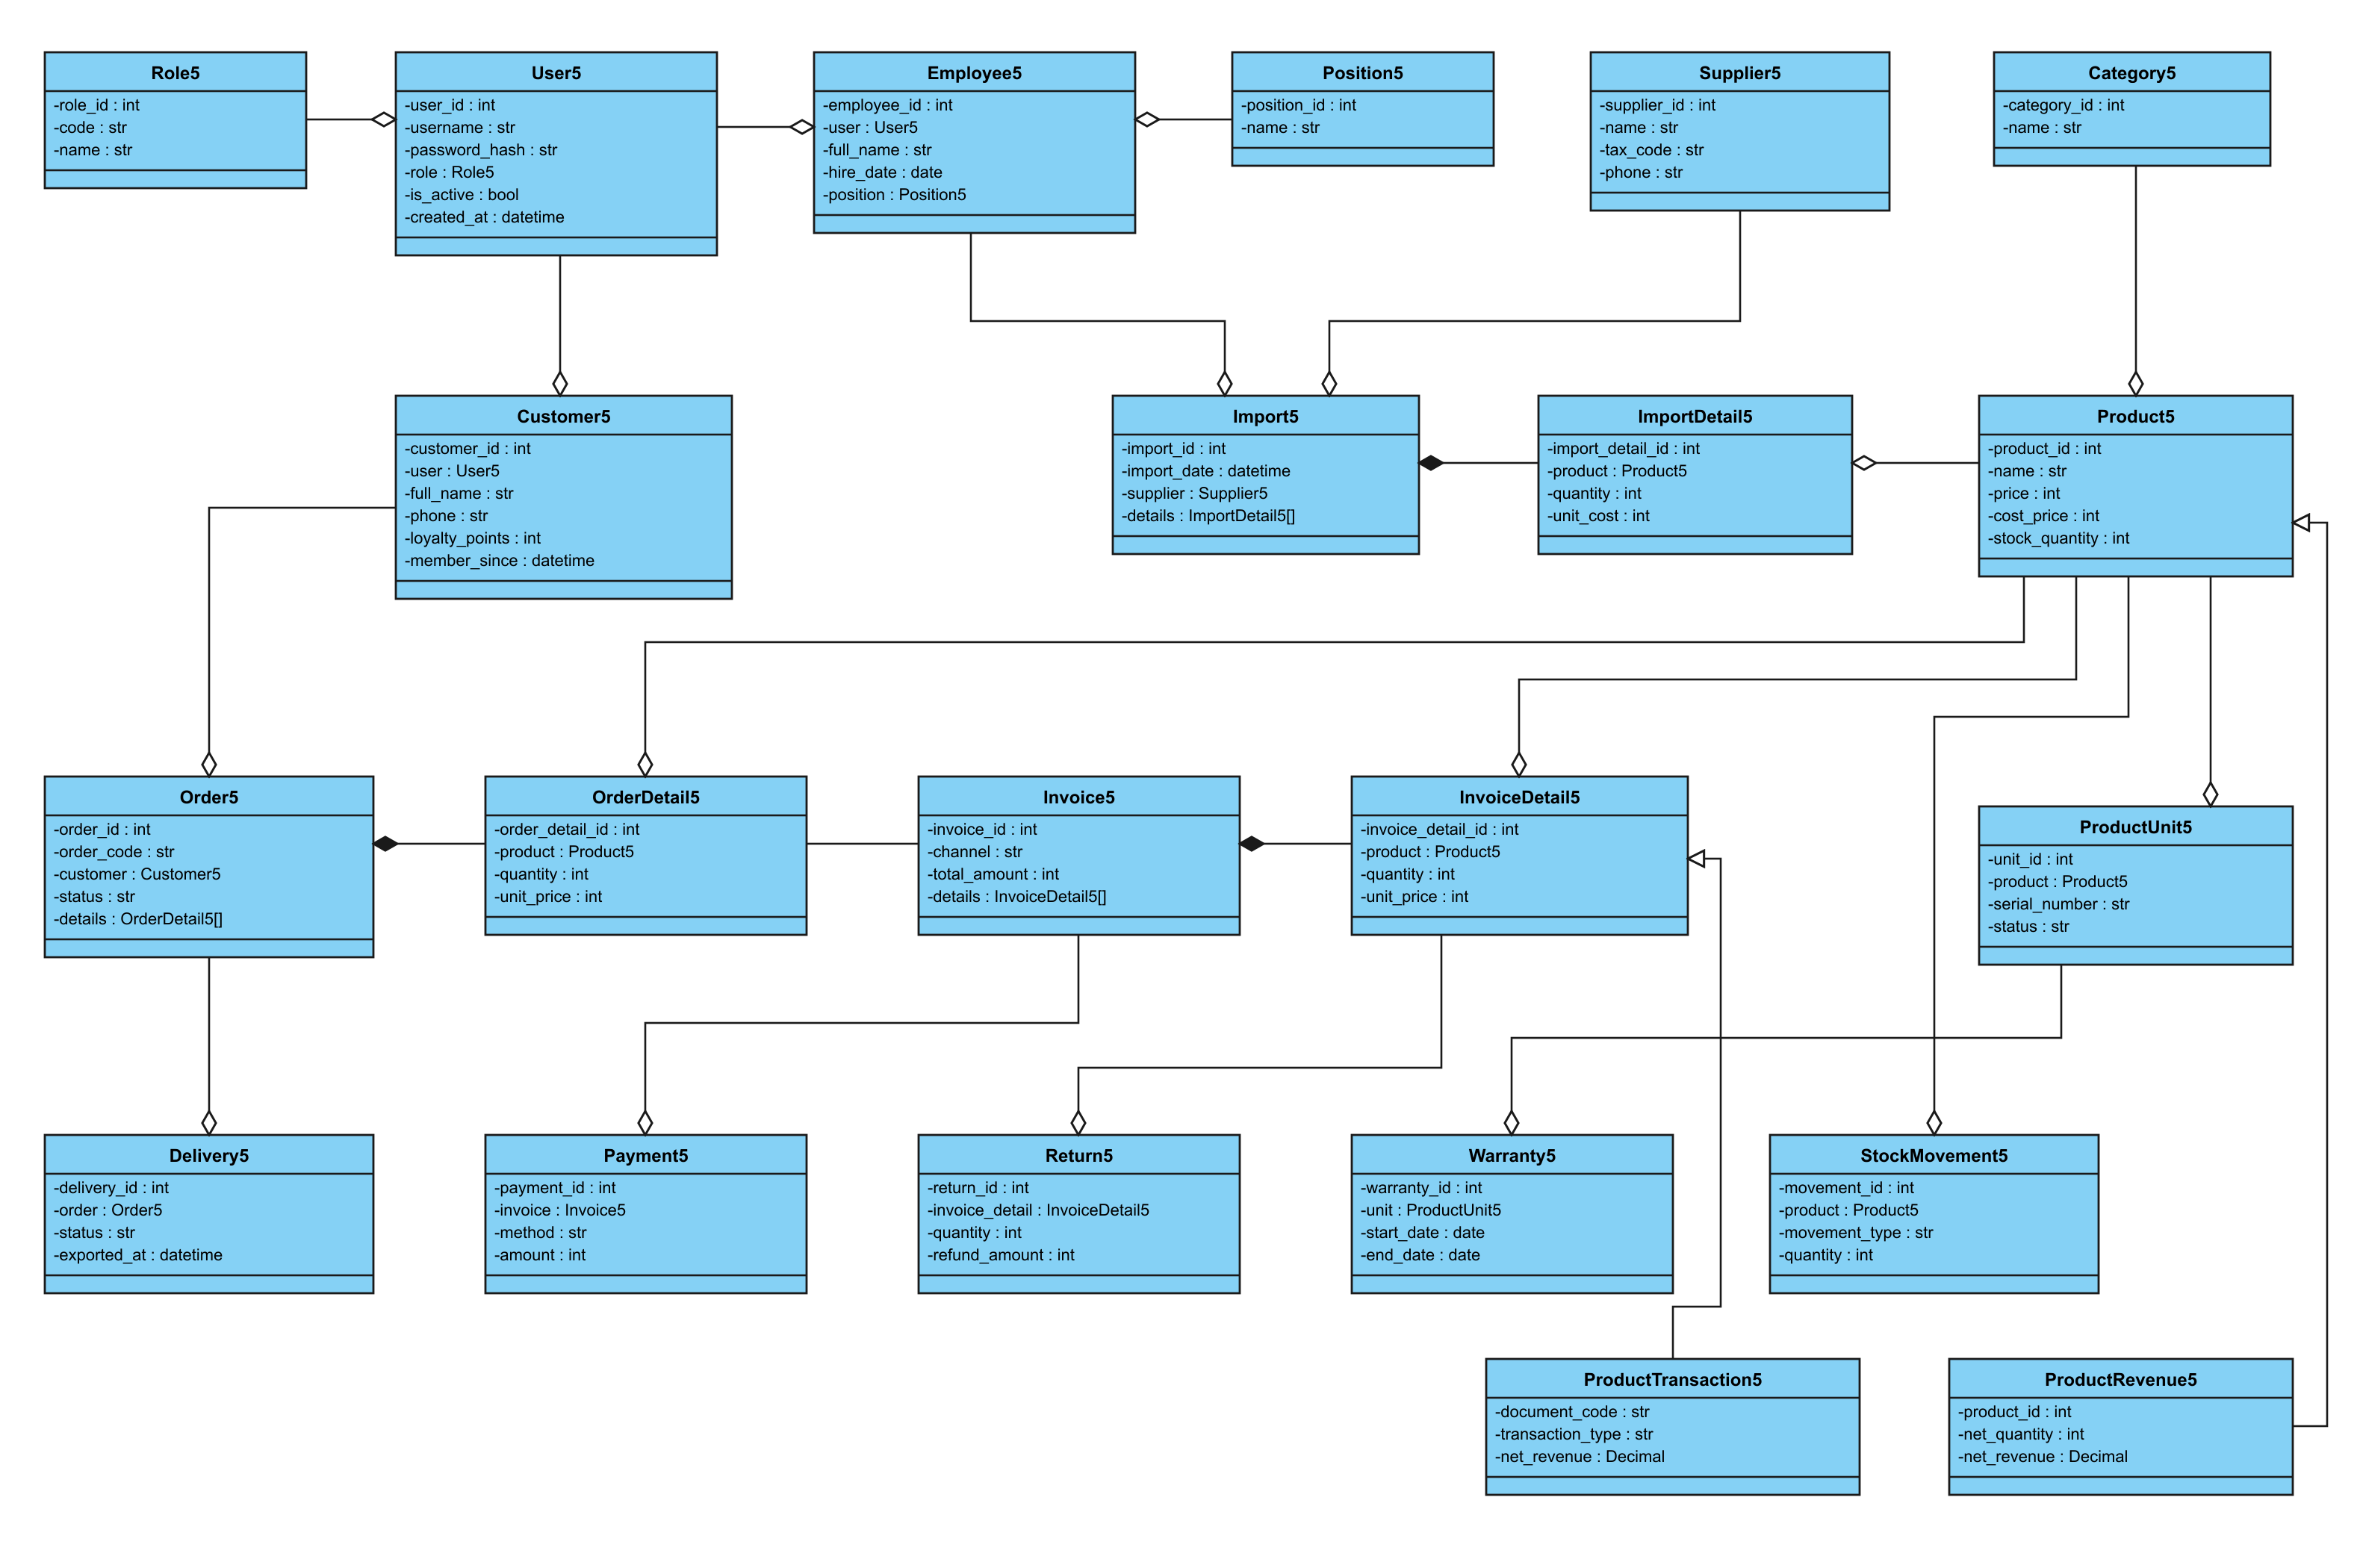 Role5
-role_id : int
-code : str
-name : str
User5
-user_id : int
-username : str
-password_hash : str
-role : Role5
-is_active : bool
-created_at : datetime
Employee5
-employee_id : int
-user : User5
-full_name : str
-hire_date : date
-position : Position5
Position5
-position_id : int
-name : str
Supplier5
-supplier_id : int
-name : str
-tax_code : str
-phone : str
Category5
-category_id : int
-name : str
Customer5
-customer_id : int
-user : User5
-full_name : str
-phone : str
-loyalty_points : int
-member_since : datetime
Import5
-import_id : int
-import_date : datetime
-supplier : Supplier5
-details : ImportDetail5[]
ImportDetail5
-import_detail_id : int
-product : Product5
-quantity : int
-unit_cost : int
Product5
-product_id : int
-name : str
-price : int
-cost_price : int
-stock_quantity : int
Order5
-order_id : int
-order_code : str
-customer : Customer5
-status : str
-details : OrderDetail5[]
OrderDetail5
-order_detail_id : int
-product : Product5
-quantity : int
-unit_price : int
Invoice5
-invoice_id : int
-channel : str
-total_amount : int
-details : InvoiceDetail5[]
InvoiceDetail5
-invoice_detail_id : int
-product : Product5
-quantity : int
-unit_price : int
ProductUnit5
-unit_id : int
-product : Product5
-serial_number : str
-status : str
Delivery5
-delivery_id : int
-order : Order5
-status : str
-exported_at : datetime
Payment5
-payment_id : int
-invoice : Invoice5
-method : str
-amount : int
Return5
-return_id : int
-invoice_detail : InvoiceDetail5
-quantity : int
-refund_amount : int
Warranty5
-warranty_id : int
-unit : ProductUnit5
-start_date : date
-end_date : date
StockMovement5
-movement_id : int
-product : Product5
-movement_type : str
-quantity : int
ProductTransaction5
-document_code : str
-transaction_type : str
-net_revenue : Decimal
ProductRevenue5
-product_id : int
-net_quantity : int
-net_revenue : Decimal